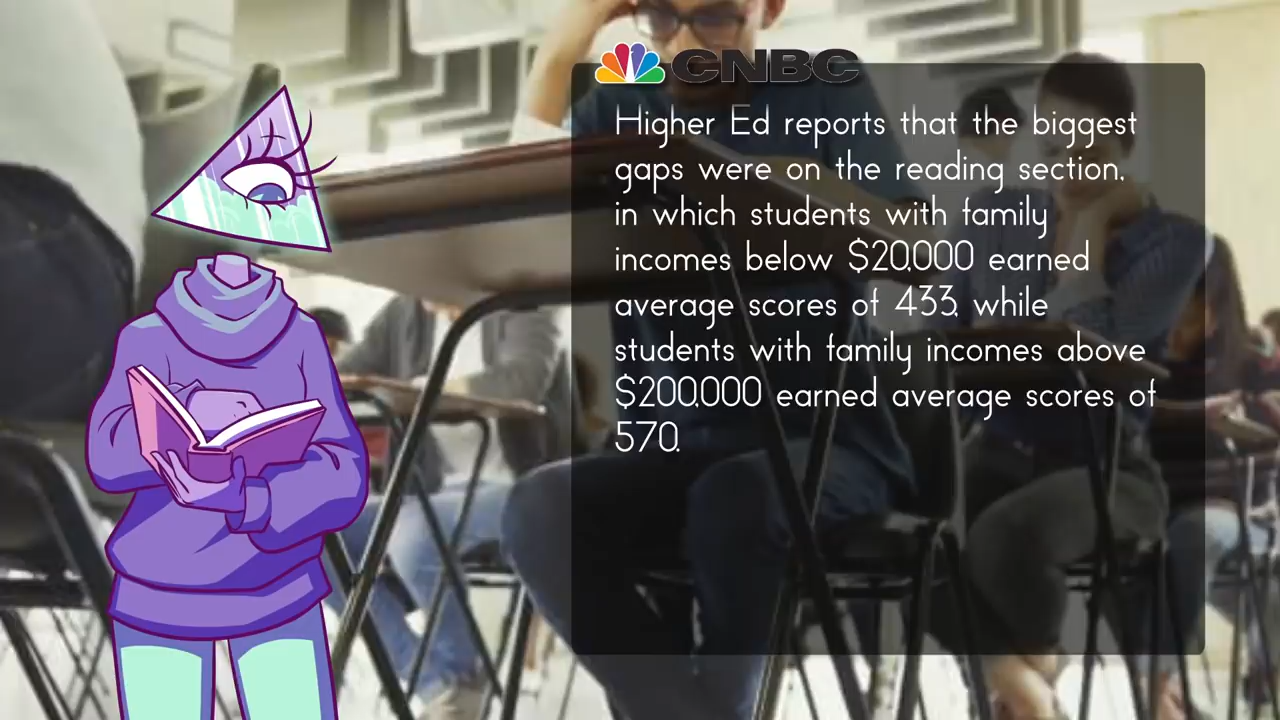 CNBC
Higher Ed reports that the biggest
gaps were on the reading section,
in which students with family
incomes below $20,000 earned
average scores of 433, while
students with family incomes above
$200,000 earned average scores of
570.